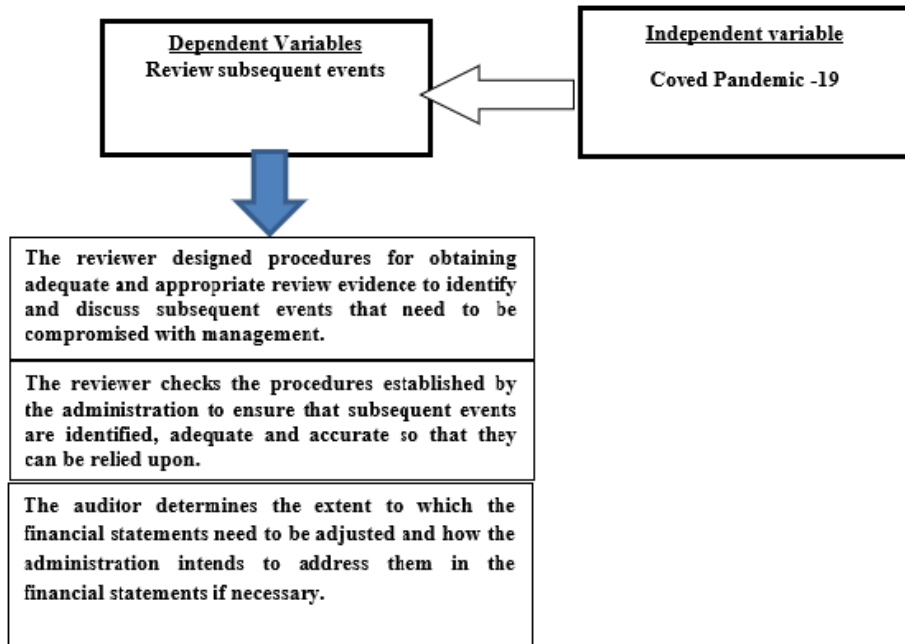 Dependent Variables
Review subsequent events
Independent variable
Coved Pandemic -19
The reviewer designed procedures for obtaining
adequate and appropriate review evidence to identify
and discuss subsequent events that need to be
compromised with management.
The reviewer checks the procedures established by
the administration to ensure that subsequent events
are identified, adequate and accurate so that they
can be relied upon.
The auditor determines the extent to which the
financial statements need to be adjusted and how the
administration intends to address them in the
financial statements if necessary.